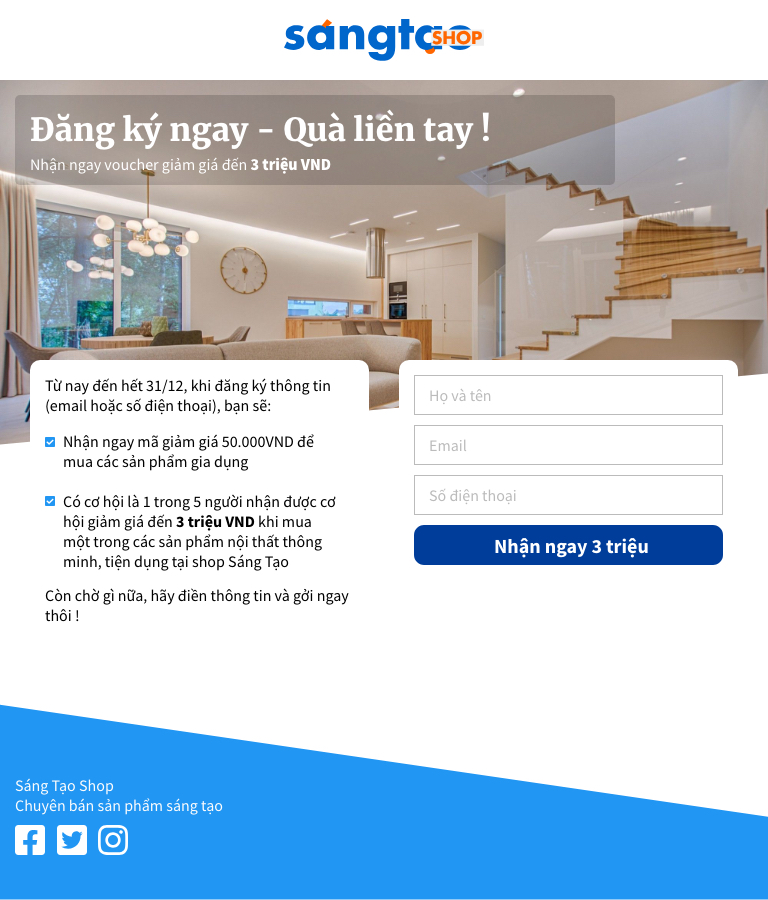 sángtạo
SHOP
Đăng ký ngay - Quà liền tay !
Nhận ngay voucher giảm giá đến 3 triệu VND
Từ nay đến hết 31/12, khi đăng ký thông tin
(email hoặc số điện thoại), bạn sẽ:
Nhận ngay mã giảm giá 50.000VND để
mua các sản phẩm gia dụng
Có cơ hội là 1 trong 5 người nhận được cơ
hội giảm giá đến 3 triệu VND khi mua
một trong các sản phẩm nội thất thông
minh, tiện dụng tại shop Sáng Tạo
Còn chờ gì nữa, hãy điền thông tin và gởi ngay
thôi !
Họ và tên
Email
Số điện thoại
Nhận ngay 3 triệu
Sáng Tạo Shop
Chuyên bán sản phẩm sáng tạo